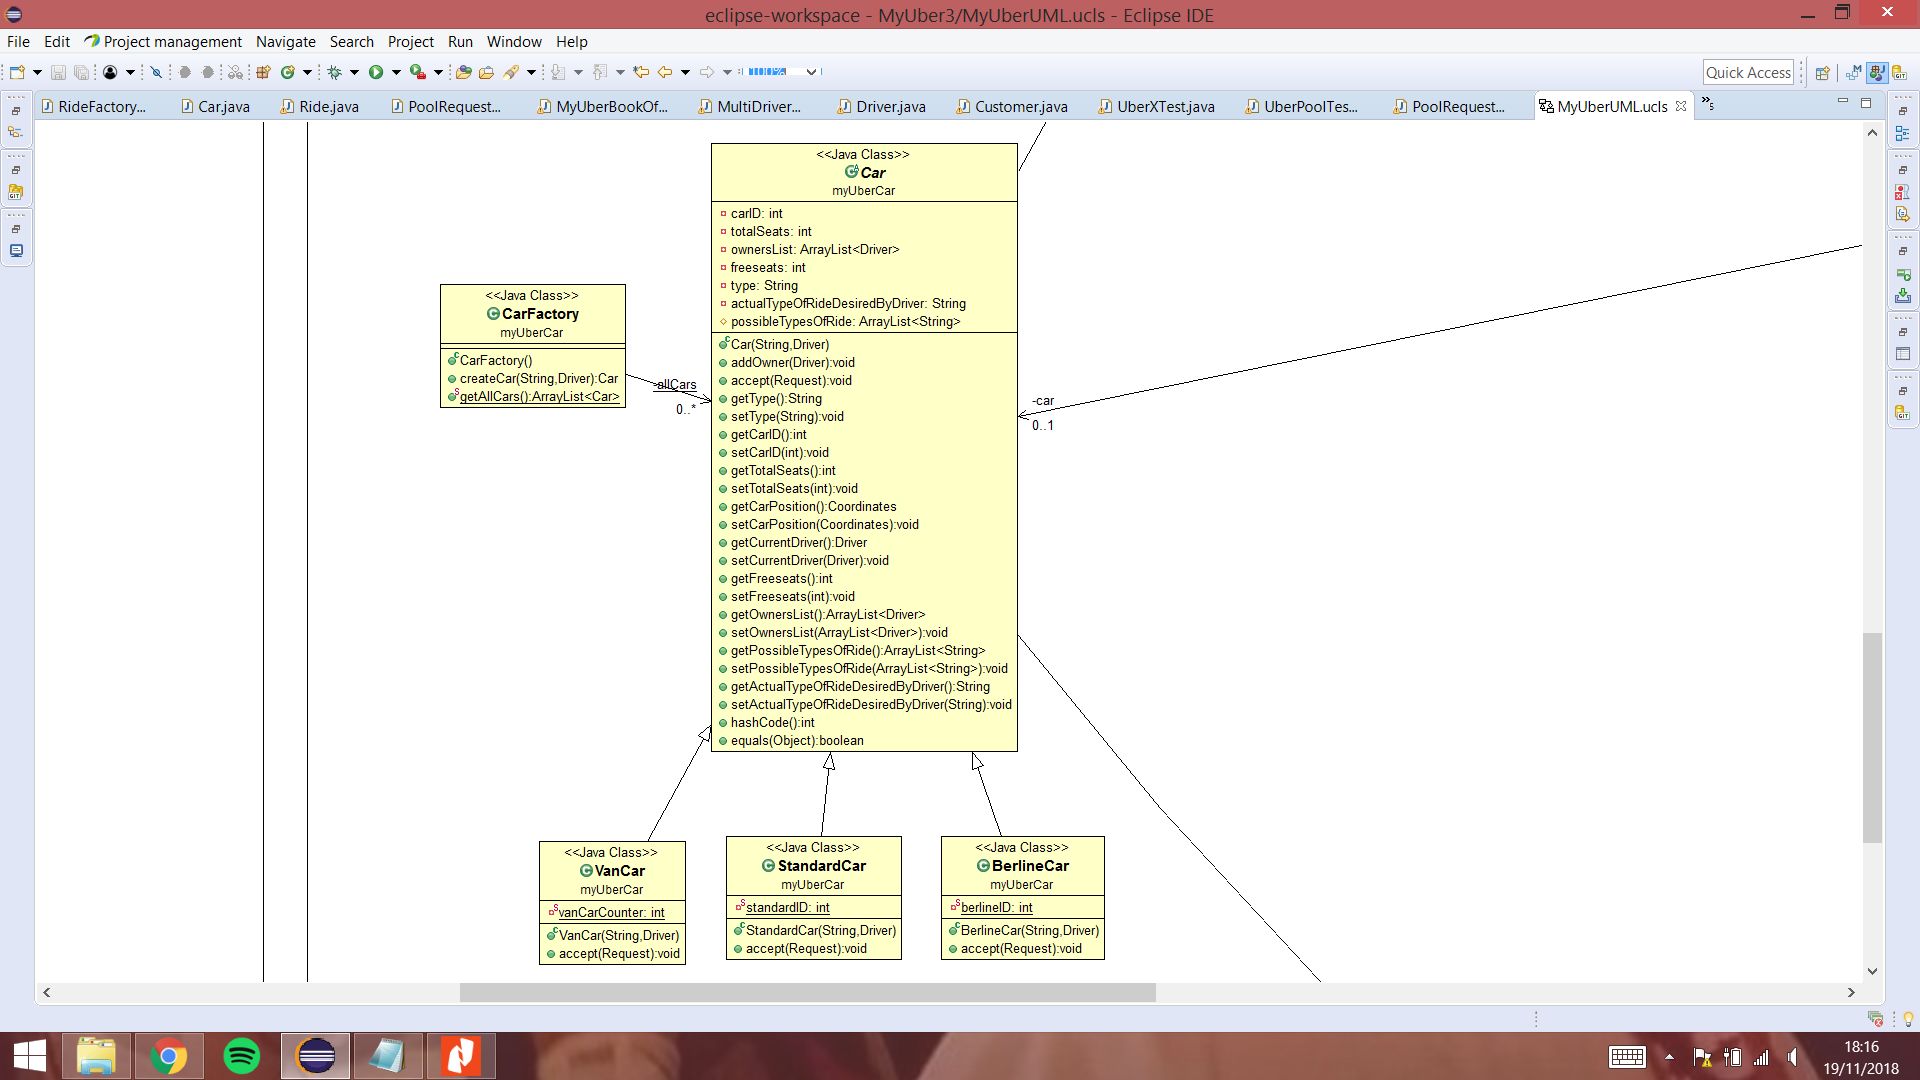 eclipse-workspace - MyUber3/MyUberUML.ucls - Eclipse IDE
File Edit Project management Navigate Search Project Run Window Help
100%
Quick Access
RideFactory... Car.java Ride.java PoolRequest... MyUberBookOf... MultiDriver... Driver.java Customer.java UberXTest.java UberPoolTes... PoolRequest... MyUberUML.ucls »5
<<Java Class>>
Car
myUberCar
carID: int
totalSeats: int
ownersList: ArrayList<Driver>
freeseats: int
type: String
actualTypeOfRideDesiredByDriver: String
possibleTypesOfRide: ArrayList<String>
Car(String,Driver)
addOwner(Driver):void
accept(Request):void
getType():String
setType(String):void
getCarID():int
setCarID(int):void
getTotalSeats():int
setTotalSeats(int):void
getCarPosition():Coordinates
setCarPosition(Coordinates):void
getCurrentDriver():Driver
setCurrentDriver(Driver):void
getFreeseats():int
setFreeseats(int):void
getOwnersList():ArrayList<Driver>
setOwnersList(ArrayList<Driver>):void
getPossibleTypesOfRide():ArrayList<String>
setPossibleTypesOfRide(ArrayList<String>):void
getActualTypeOfRideDesiredByDriver():String
setActualTypeOfRideDesiredByDriver(String):void
hashCode():int
equals(Object):boolean
<<Java Class>>
CarFactory
myUberCar
CarFactory()
createCar(String,Driver):Car
getAllCars():ArrayList<Car>
-allCars
0..*
-car
0..1
<<Java Class>>
VanCar
myUberCar
vanCarCounter: int
VanCar(String,Driver)
accept(Request):void
<<Java Class>>
StandardCar
myUberCar
standardID: int
StandardCar(String,Driver)
accept(Request):void
<<Java Class>>
BerlineCar
myUberCar
berlineID: int
BerlineCar(String,Driver)
accept(Request):void
18:16
19/11/2018